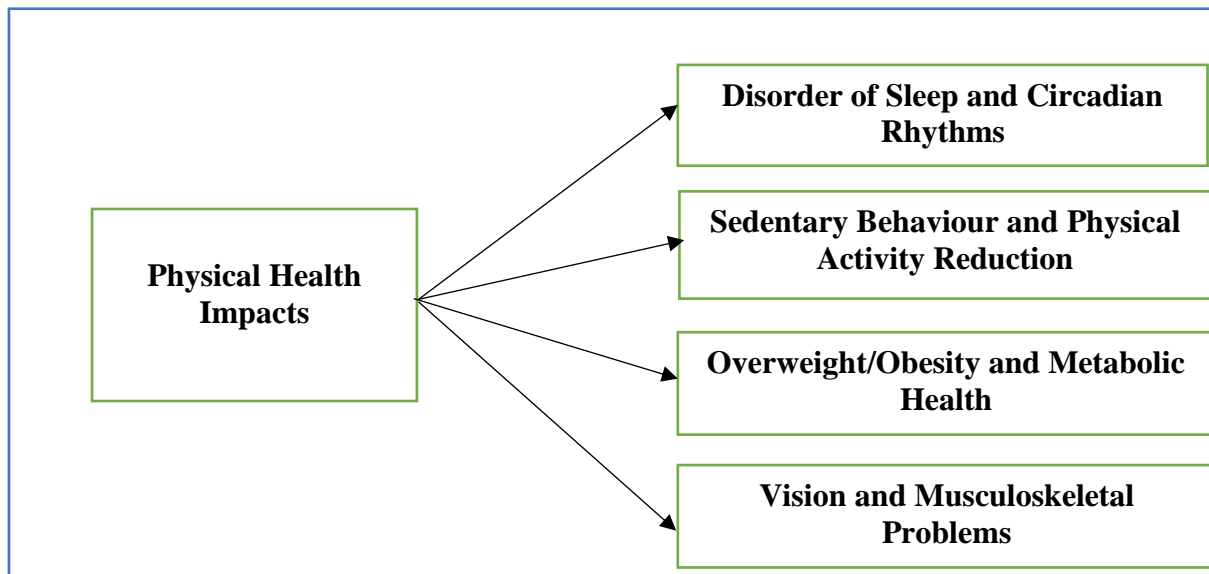 Physical Health
Impacts
Disorder of Sleep and Circadian
Rhythms
Sedentary Behaviour and Physical
Activity Reduction
Overweight/Obesity and Metabolic
Health
Vision and Musculoskeletal
Problems